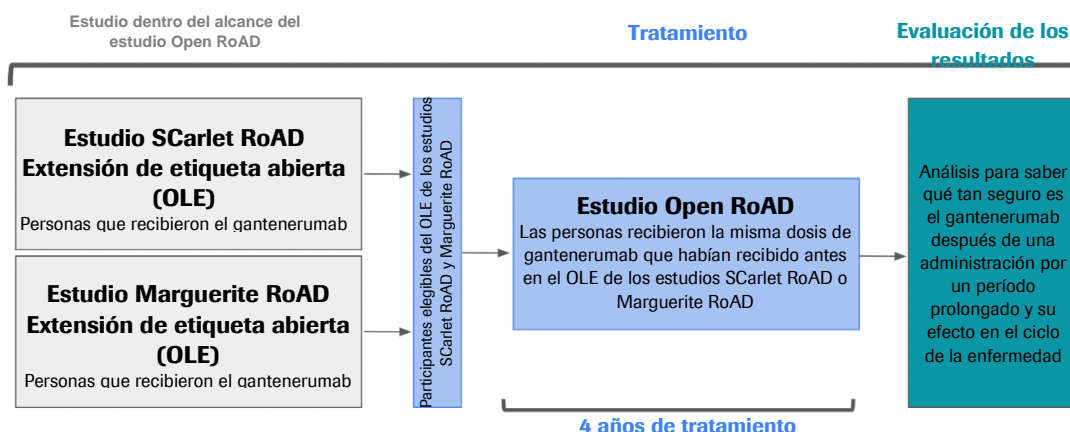 Estudio dentro del alcance del
estudio Open RoAD
Tratamiento
Evaluación de los
resultados
Estudio SCarlet RoAD
Extensión de etiqueta abierta
(OLE)
Personas que recibieron el gantenerumab
Estudio Marguerite RoAD
Extensión de etiqueta abierta
(OLE)
Personas que recibieron el gantenerumab
Participantes elegibles del OLE de los estudios
SCarlet RoAD y Marguerite RoAD
Estudio Open RoAD
Las personas recibieron la misma dosis de
gantenerumab que habían recibido antes
en el OLE de los estudios SCarlet RoAD o
Marguerite RoAD
4 años de tratamiento
Análisis para saber
qué tan seguro es
el gantenerumab
después de una
administración por
un período
prolongado y su
efecto en el ciclo
de la enfermedad